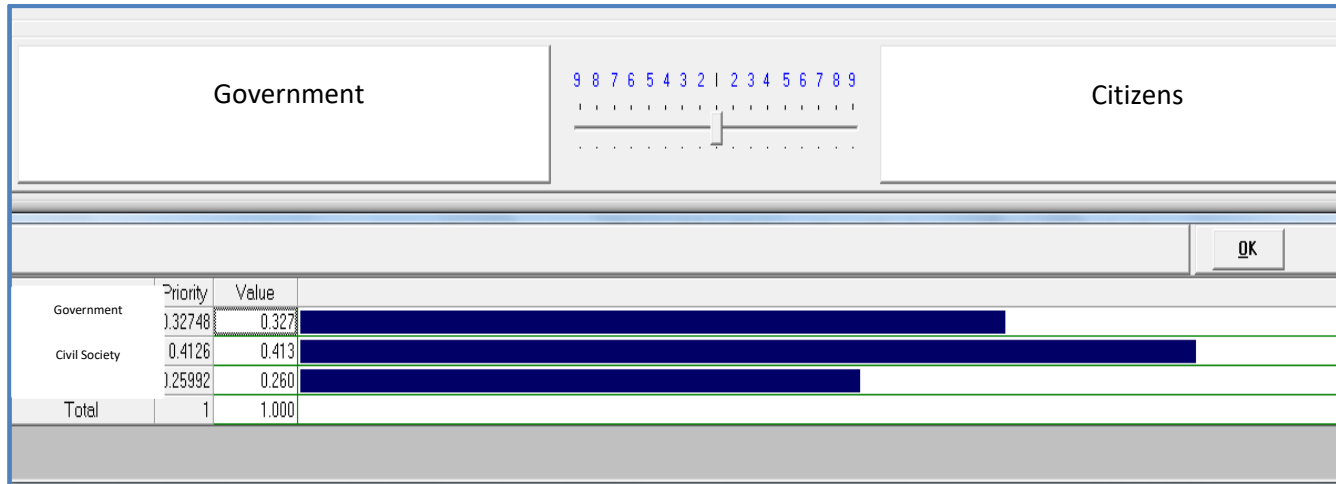 Government
9 8 7 6 5 4 3 2 1 2 3 4 5 6 7 8 9
Citizens
OK
Priority Value
Government 0.32748 0.327
Civil Society 0.4126 0.413
0.25992 0.260
Total 1 1.000